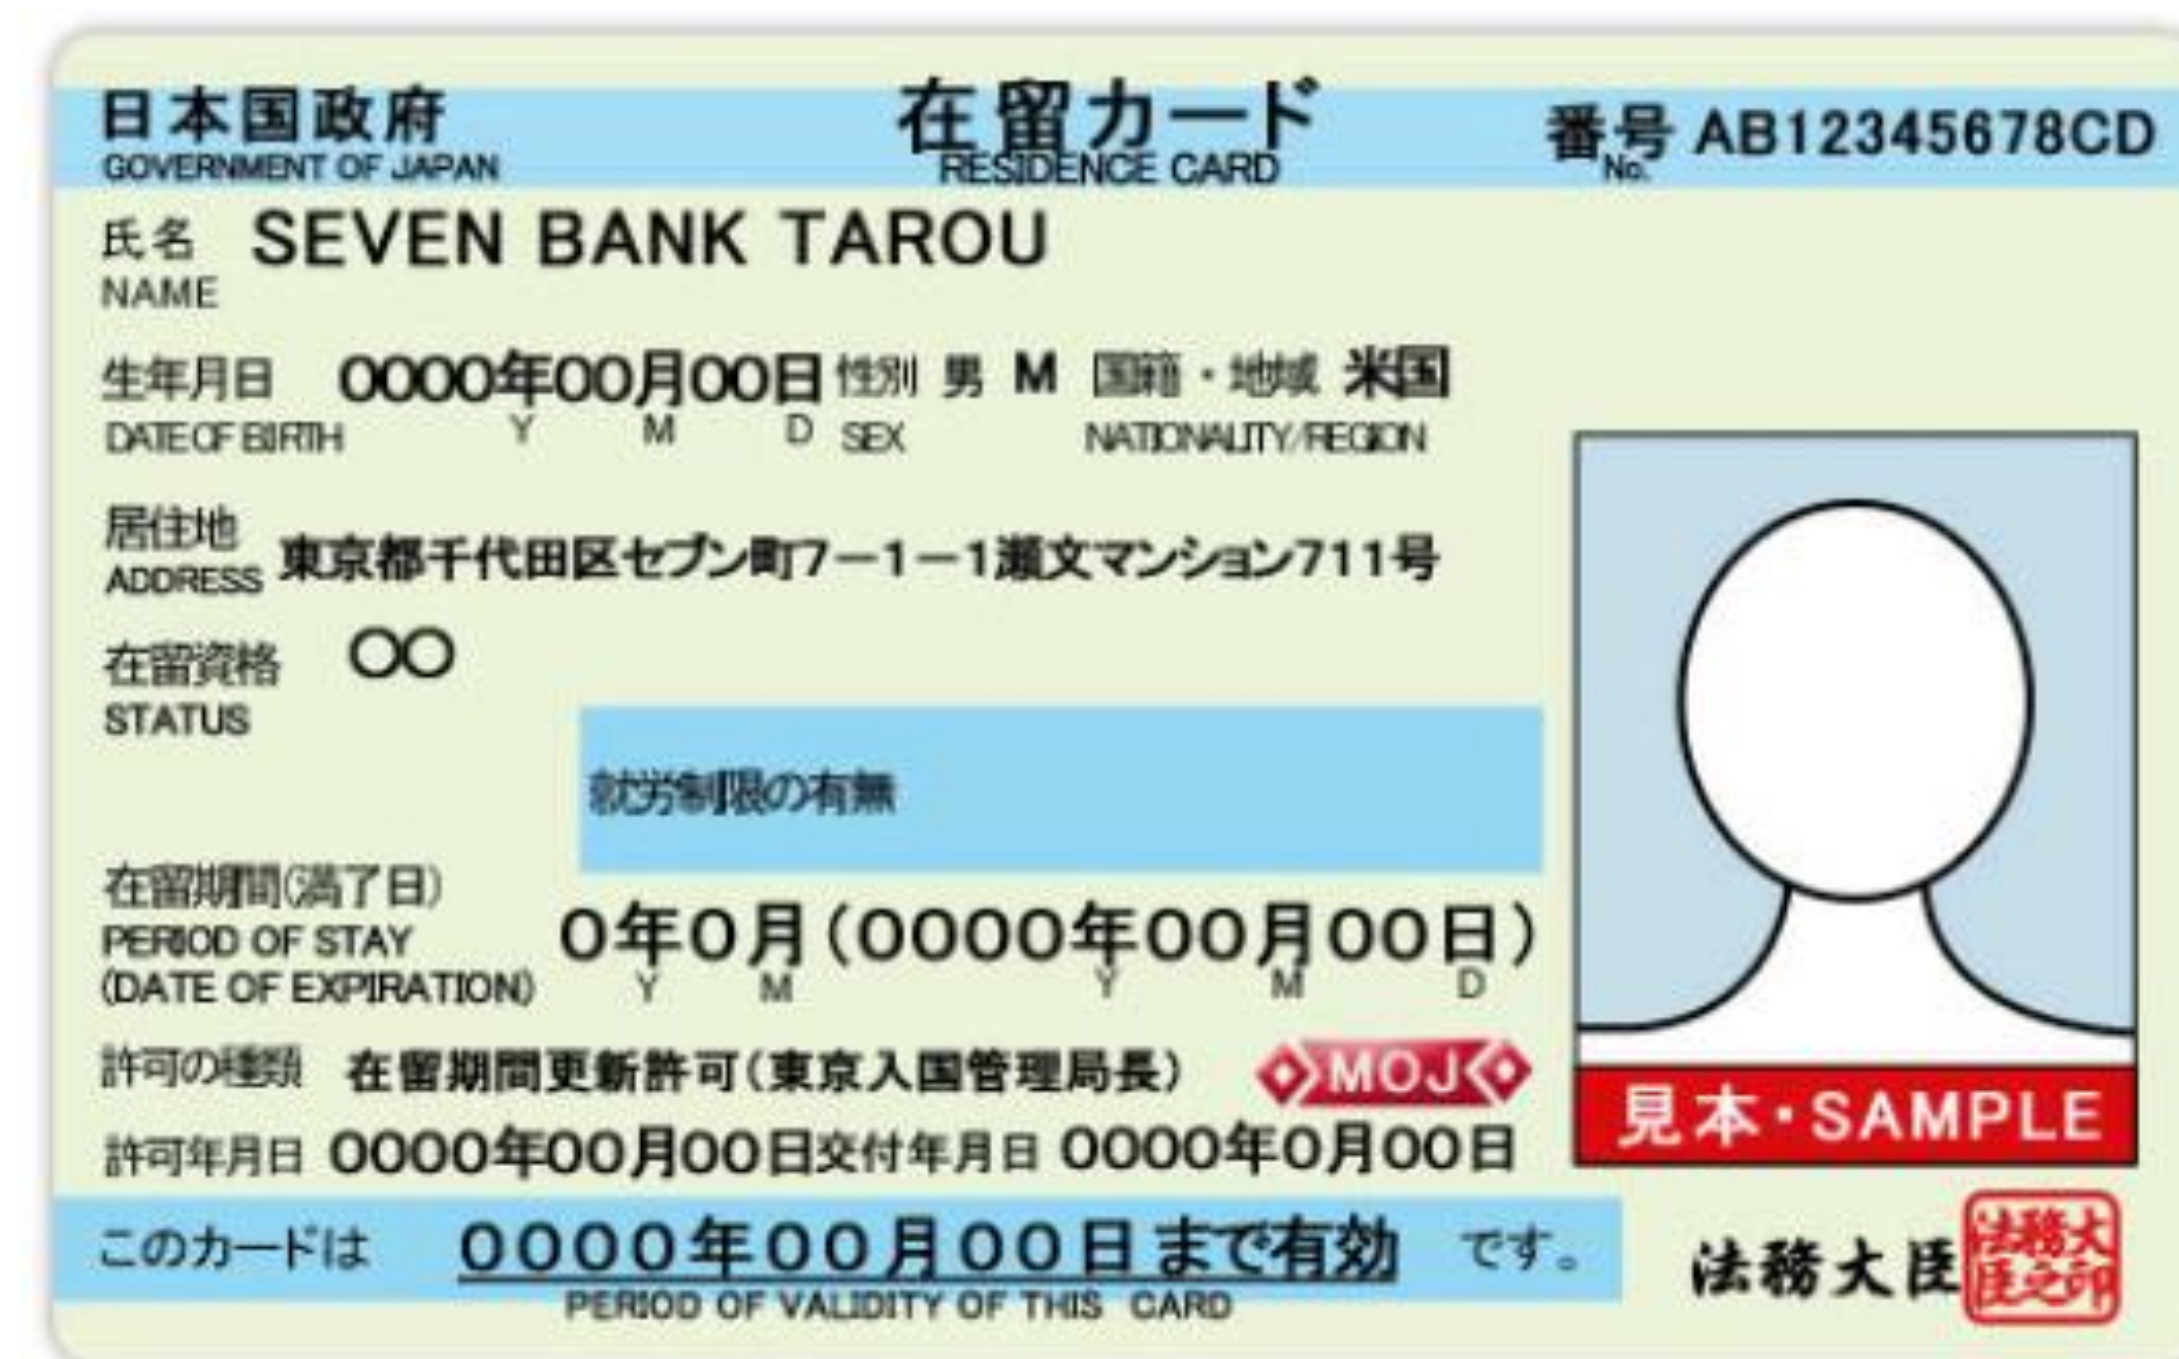 日本国政府 在留カード 番号 AB12345678CD
GOVERNMENT OF JAPAN RESIDENCE CARD No.
氏名 SEVEN BANK TAROU
NAME
生年月日 0000年00月00日 性別 男 M 国籍・地域 米国
DATE OF BIRTH Y M D SEX NATIONALITY/REGION
居住地 東京都千代田区セブン町7-1-1瀬文マンション711号
ADDRESS
在留資格 〇〇
STATUS
就労制限の有無
在留期間(満了日)
PERIOD OF STAY 0年0月(0000年00月00日)
(DATE OF EXPIRATION) Y M Y M D
許可の種類 在留期間更新許可(東京入国管理局長) MOJ
見本・SAMPLE
許可年月日 0000年00月00日 交付年月日 0000年0月00日
このカードは 0000年00月00日まで有効 です。
PERIOD OF VALIDITY OF THIS CARD
法務大臣
法務大臣之印